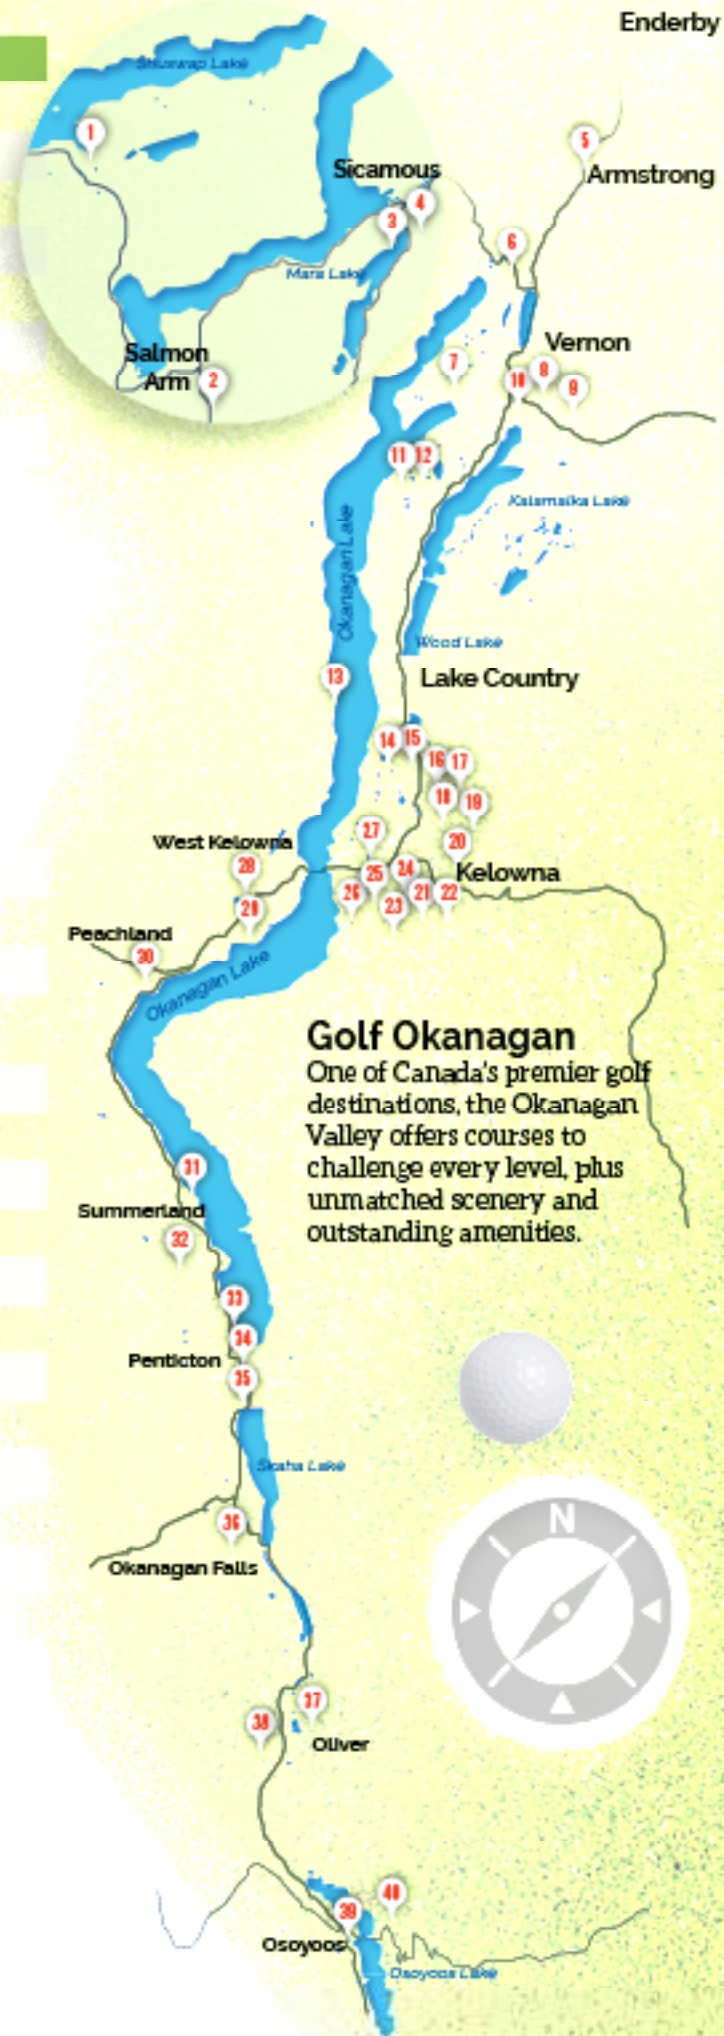 Enderby
Shuswap Lake
1
5
Armstrong
Sicamous
4
3
6
Mara Lake
Vernon
Salmon
Arm
2
7
8
10
9
11
12
Kalamalka Lake
Okanagan Lake
Wood Lake
13
Lake Country
14
15
16
17
18
19
27
20
West Kelowna
28
25
24
Kelowna
26
21
22
23
29
Peachland
30
Okanagan Lake
Golf Okanagan
One of Canada's premier golf
destinations, the Okanagan
Valley offers courses to
challenge every level, plus
unmatched scenery and
outstanding amenities.
31
Summerland
32
33
34
Penticton
35
Skaha Lake
36
Okanagan Falls
N
37
38
Oliver
40
39
Osoyoos
Osoyoos Lake